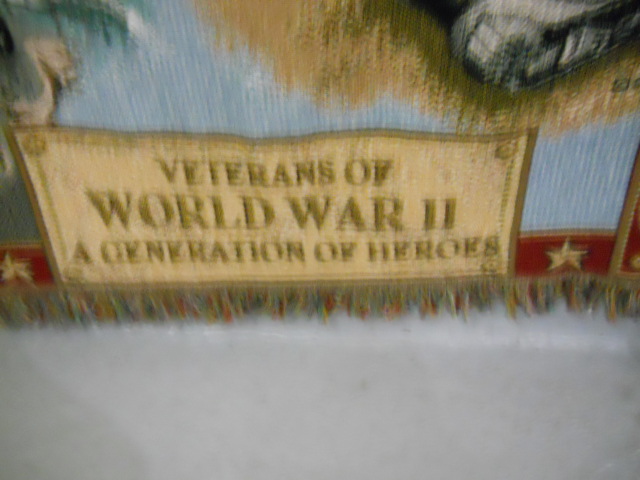 VETERANS OF
WORLD WAR II
A GENERATION OF HEROES